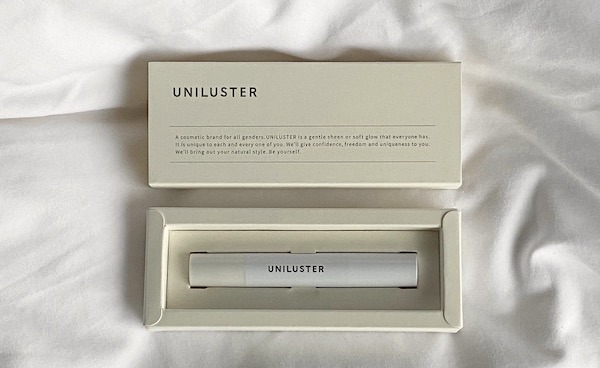 UNILUSTER
A cosmetic brand for all genders. UNILUSTER is a gentle sheen or soft glow that everyone has.
It is unique to each and every one of you. We'll give confidence, freedom and uniqueness to you.
We'll bring out your natural style. Be yourself.
UNILUSTER